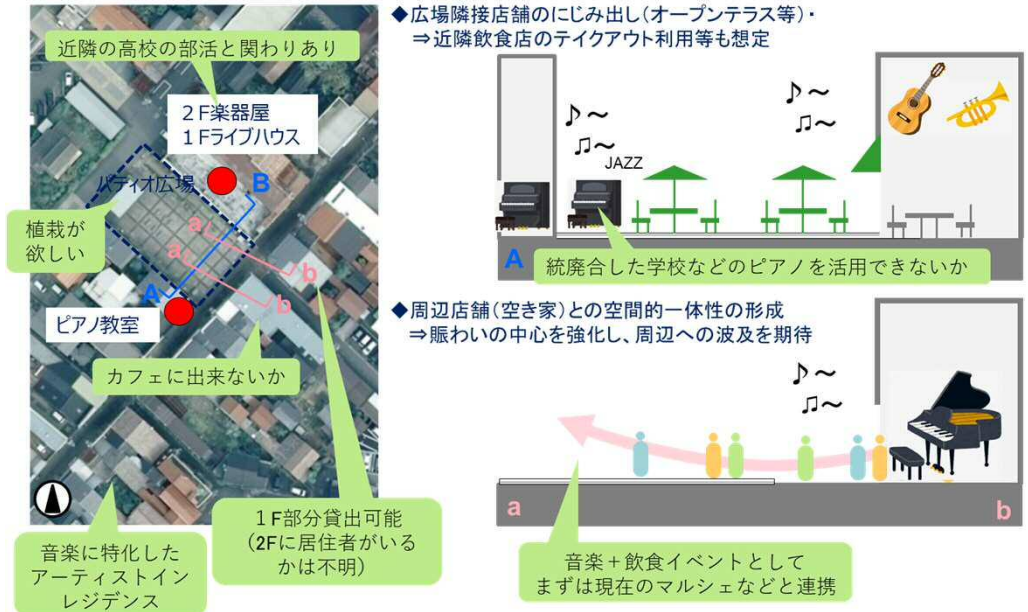 近隣の高校の部活と関わりあり
2F楽器屋
1Fライブハウス
パティオ広場
B
植栽が
欲しい
a
a
b
b
A
ピアノ教室
カフェに出来ないか
1F部分貸出可能
(2Fに居住者がいる
かは不明)
音楽に特化した
アーティストイン
レジデンス
◆広場隣接店舗のにじみ出し(オープンテラス等)・
⇒近隣飲食店のテイクアウト利用等も想定
♪~
♫~
JAZZ
♪~
♫~
A
統廃合した学校などのピアノを活用できないか
◆周辺店舗(空き家)との空間的一体性の形成
⇒賑わいの中心を強化し、周辺への波及を期待
♪~
♫~
a
b
音楽+飲食イベントとして
まずは現在のマルシェなどと連携